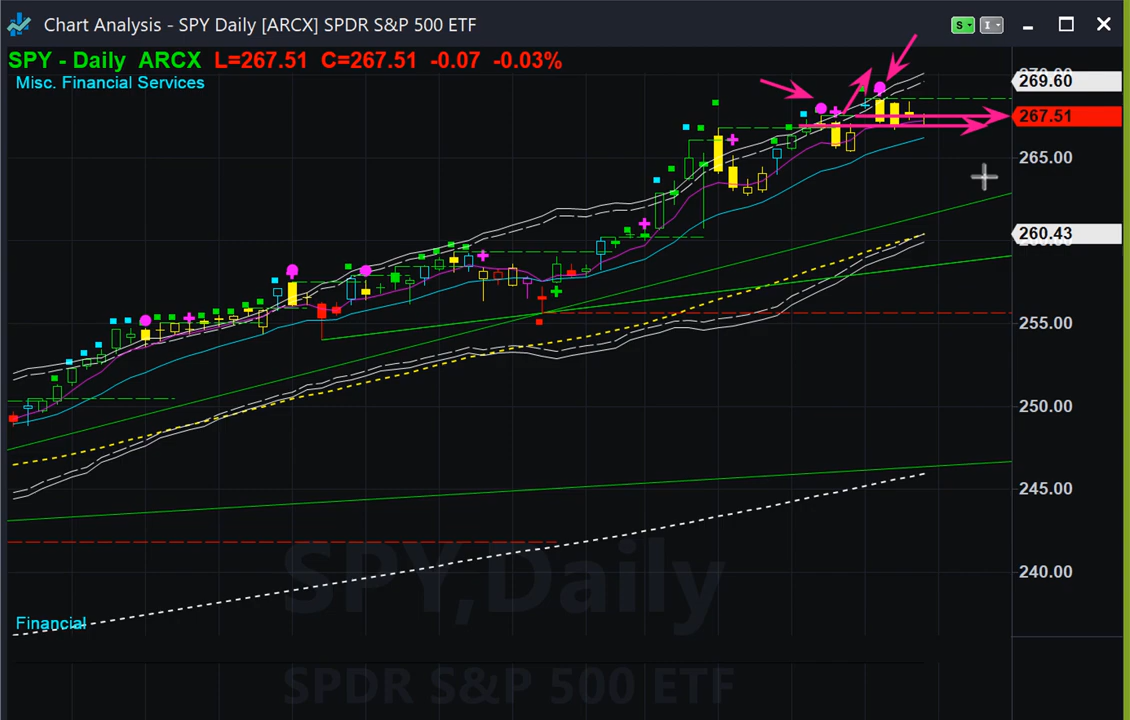 Chart Analysis - SPY Daily [ARCX] SPDR S&P 500 ETF
S
I
SPY - Daily ARCX L=267.51 C=267.51 -0.07 -0.03%
Misc. Financial Services
269.60
267.51
265.00
260.43
255.00
250.00
245.00
240.00
SPY,Daily
Financial
SPDR S&P 500 ETF